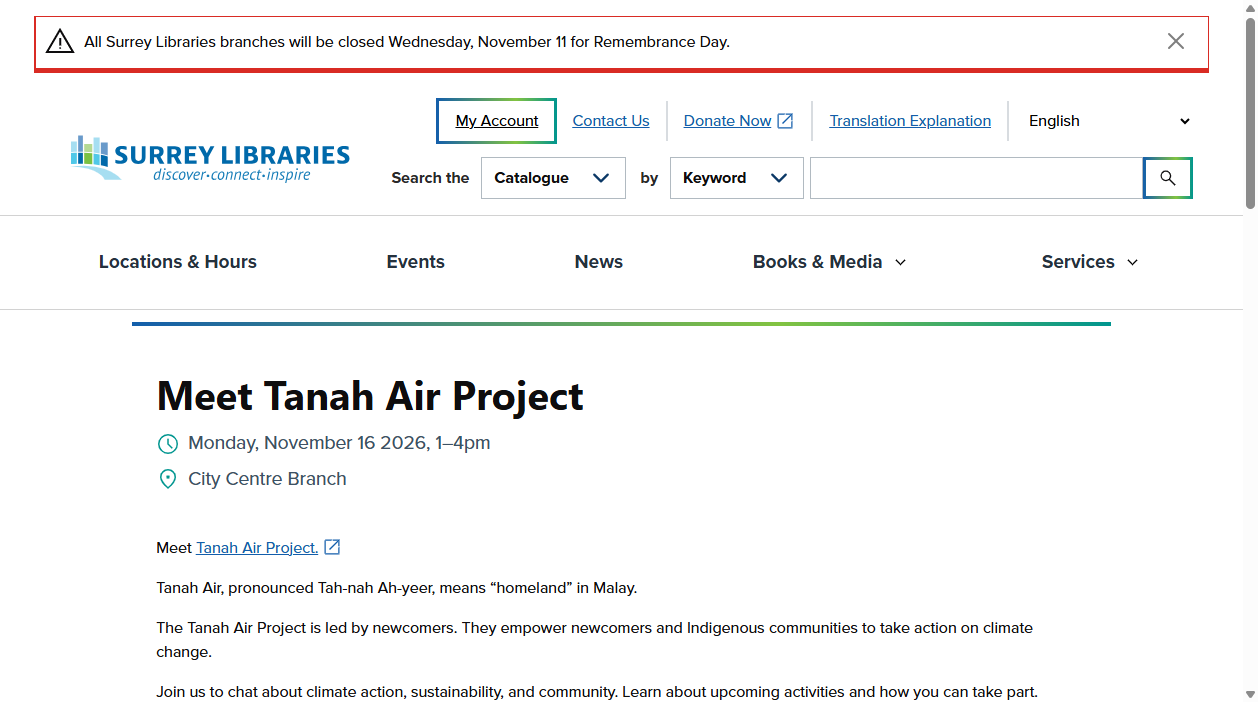 All Surrey Libraries branches will be closed Wednesday, November 11 for Remembrance Day.
My Account
Contact Us
Donate Now
Translation Explanation
English
SURREY LIBRARIES
discover•connect•inspire
Search the
Catalogue
by
Keyword
Locations & Hours
Events
News
Books & Media
Services
Meet Tanah Air Project
Monday, November 16 2026, 1–4pm
City Centre Branch
Meet Tanah Air Project.
Tanah Air, pronounced Tah-nah Ah-yeer, means “homeland” in Malay.
The Tanah Air Project is led by newcomers. They empower newcomers and Indigenous communities to take action on climate
change.
Join us to chat about climate action, sustainability, and community. Learn about upcoming activities and how you can take part.